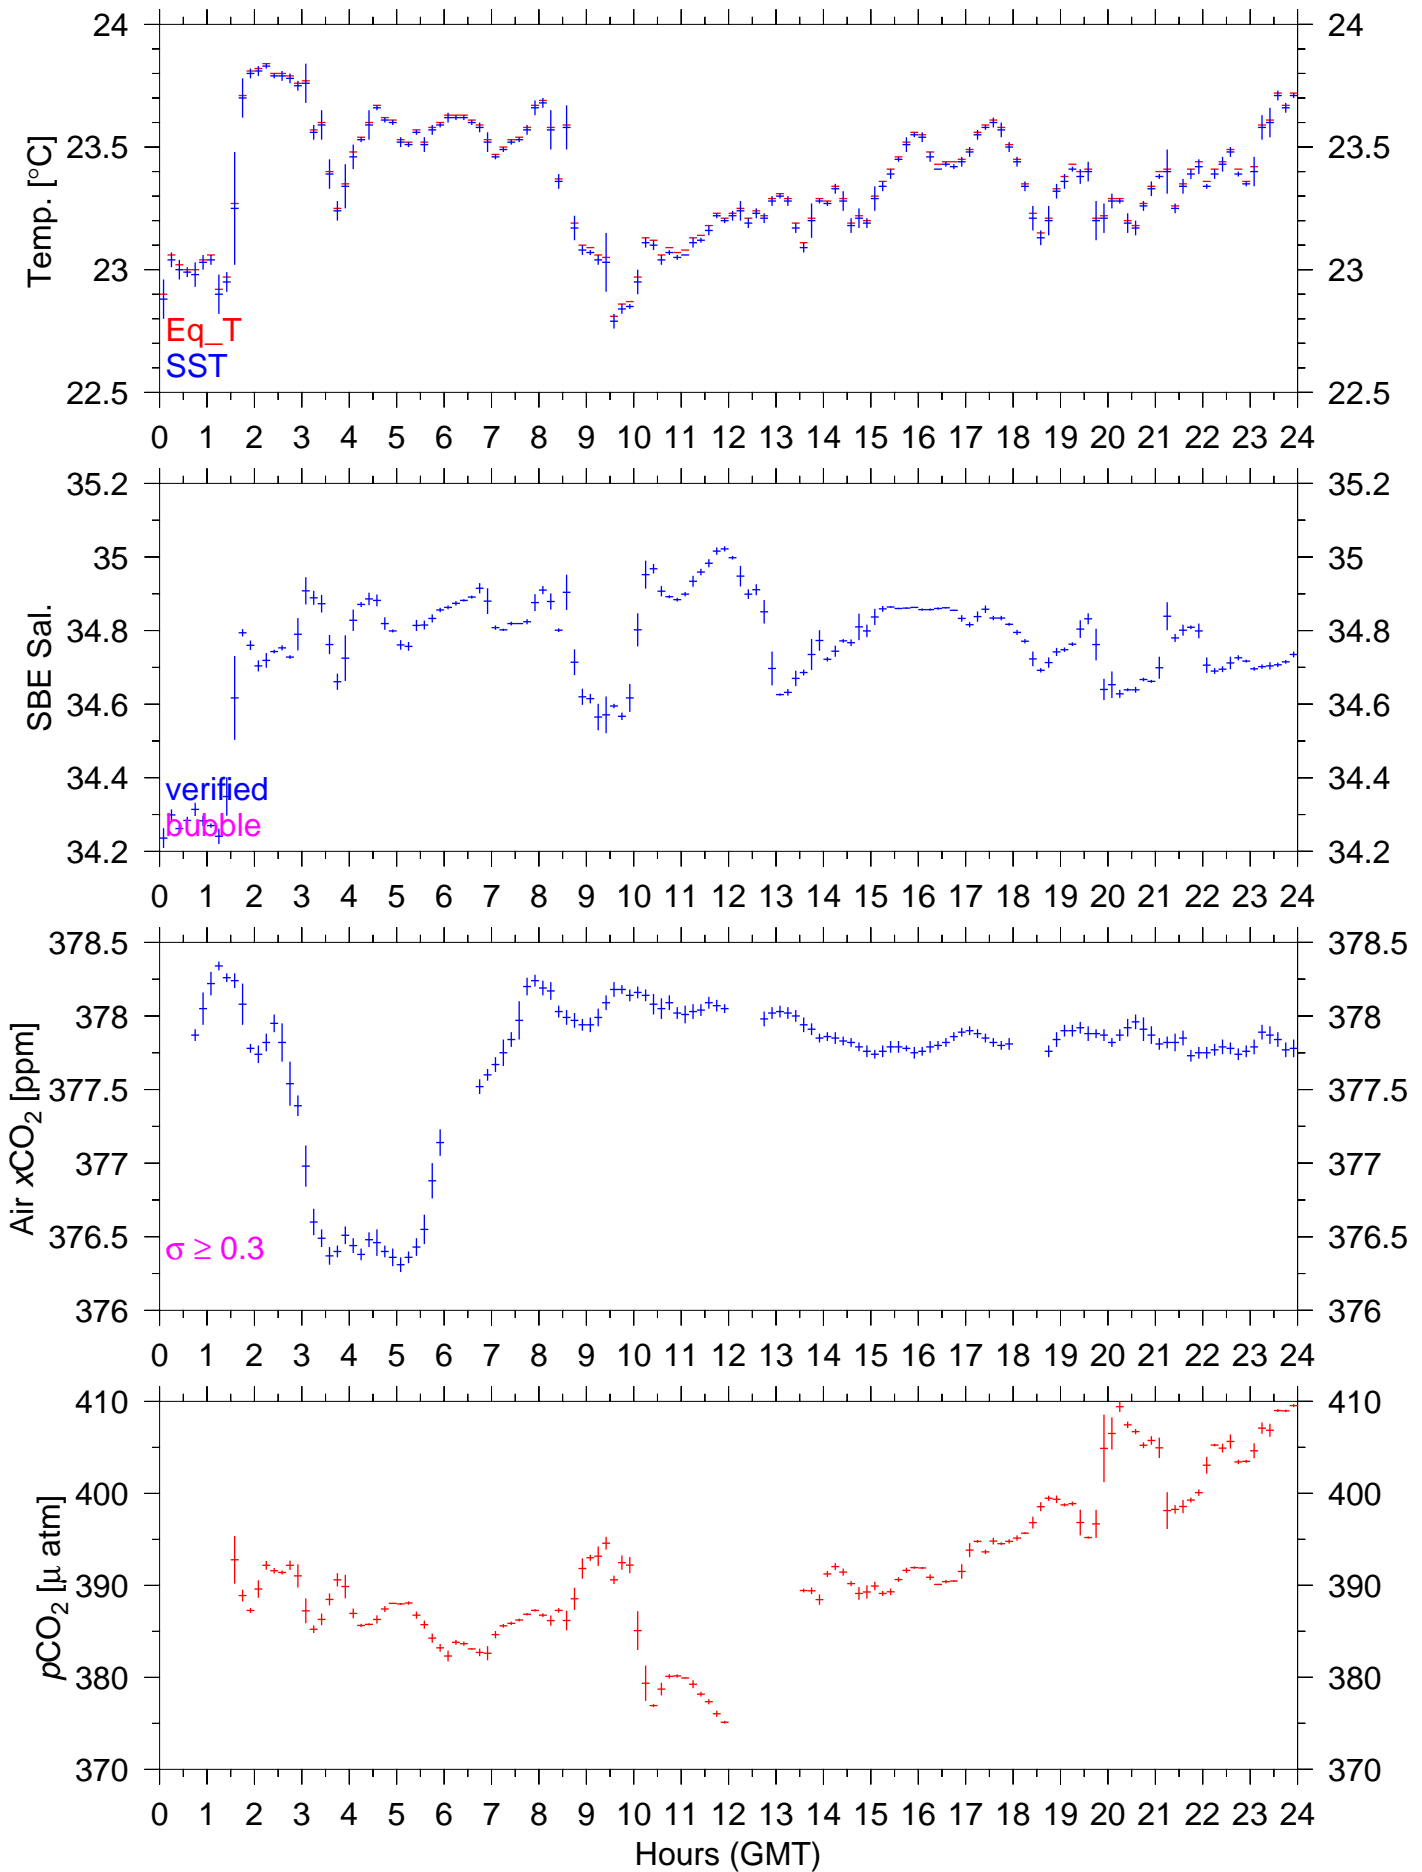 24 24
23.5 23.5
23 23
22.5 22.5
Temp. [°C]
Eq_T
SST
0 1 2 3 4 5 6 7 8 9 10 11 12 13 14 15 16 17 18 19 20 21 22 23 24
35.2 35.2
35 35
34.8 34.8
34.6 34.6
34.4 34.4
34.2 34.2
SBE Sal.
verified
bubble
0 1 2 3 4 5 6 7 8 9 10 11 12 13 14 15 16 17 18 19 20 21 22 23 24
378.5 378.5
378 378
377.5 377.5
377 377
376.5 376.5
376 376
Air xCO2 [ppm]
σ ≥ 0.3
0 1 2 3 4 5 6 7 8 9 10 11 12 13 14 15 16 17 18 19 20 21 22 23 24
410 410
400 400
390 390
380 380
370 370
pCO2 [μ atm]
0 1 2 3 4 5 6 7 8 9 10 11 12 13 14 15 16 17 18 19 20 21 22 23 24
Hours (GMT)